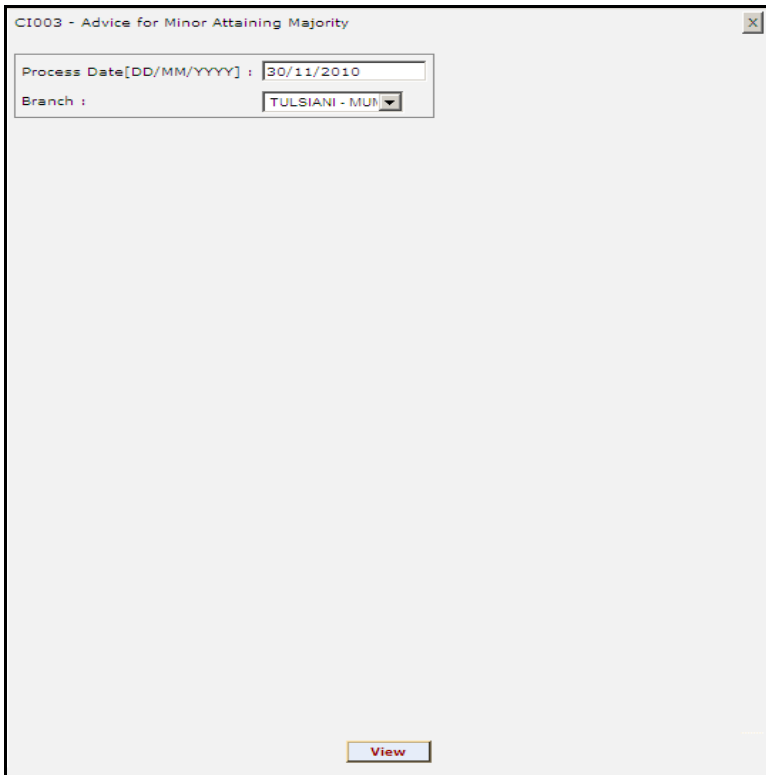 CI003 - Advice for Minor Attaining Majority
Process Date[DD/MM/YYYY] : 30/11/2010
Branch : TULSIANI - MUN
View